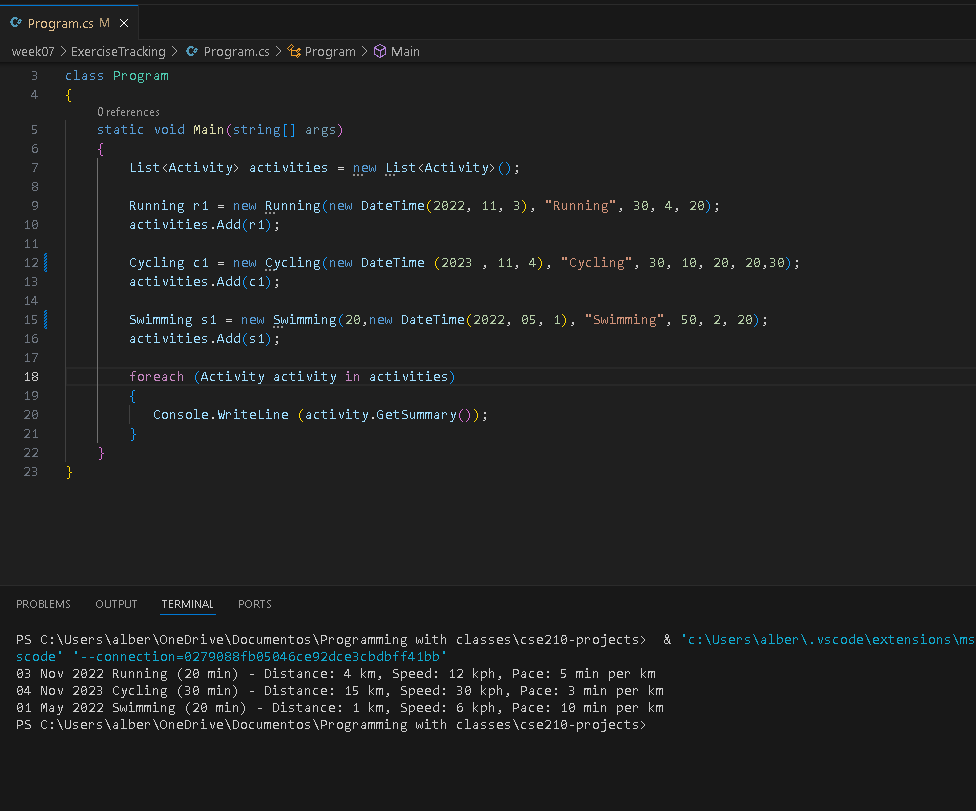 Program.cs M ×
week07 > ExerciseTracking > Program.cs > Program > Main
3 class Program
4 {
0 references
5 static void Main(string[] args)
6 {
7 List<Activity> activities = new List<Activity>();
8
9 Running r1 = new Running(new DateTime(2022, 11, 3), "Running", 30, 4, 20);
10 activities.Add(r1);
11
12 Cycling c1 = new Cycling(new DateTime (2023 , 11, 4), "Cycling", 30, 10, 20, 20,30);
13 activities.Add(c1);
14
15 Swimming s1 = new Swimming(20,new DateTime(2022, 05, 1), "Swimming", 50, 2, 20);
16 activities.Add(s1);
17
18 foreach (Activity activity in activities)
19 {
20 Console.WriteLine (activity.GetSummary());
21 }
22 }
23 }
PROBLEMS OUTPUT TERMINAL PORTS
PS C:\Users\alber\OneDrive\Documentos\Programming with classes\cse210-projects>  & 'c:\Users\alber\.vscode\extensions\ms
scode' '--connection=0279088fb05046ce92dce3cbdbff41bb'
03 Nov 2022 Running (20 min) - Distance: 4 km, Speed: 12 kph, Pace: 5 min per km
04 Nov 2023 Cycling (30 min) - Distance: 15 km, Speed: 30 kph, Pace: 3 min per km
01 May 2022 Swimming (20 min) - Distance: 1 km, Speed: 6 kph, Pace: 10 min per km
PS C:\Users\alber\OneDrive\Documentos\Programming with classes\cse210-projects>